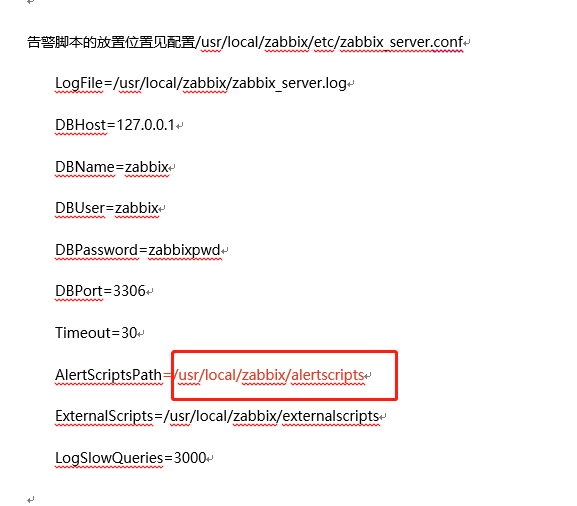 告警脚本的放置位置见配置/usr/local/zabbix/etc/zabbix_server.conf
LogFile=/usr/local/zabbix/zabbix_server.log
DBHost=127.0.0.1
DBName=zabbix
DBUser=zabbix
DBPassword=zabbixpwd
DBPort=3306
Timeout=30
AlertScriptsPath=/usr/local/zabbix/alertscripts
ExternalScripts=/usr/local/zabbix/externalscripts
LogSlowQueries=3000